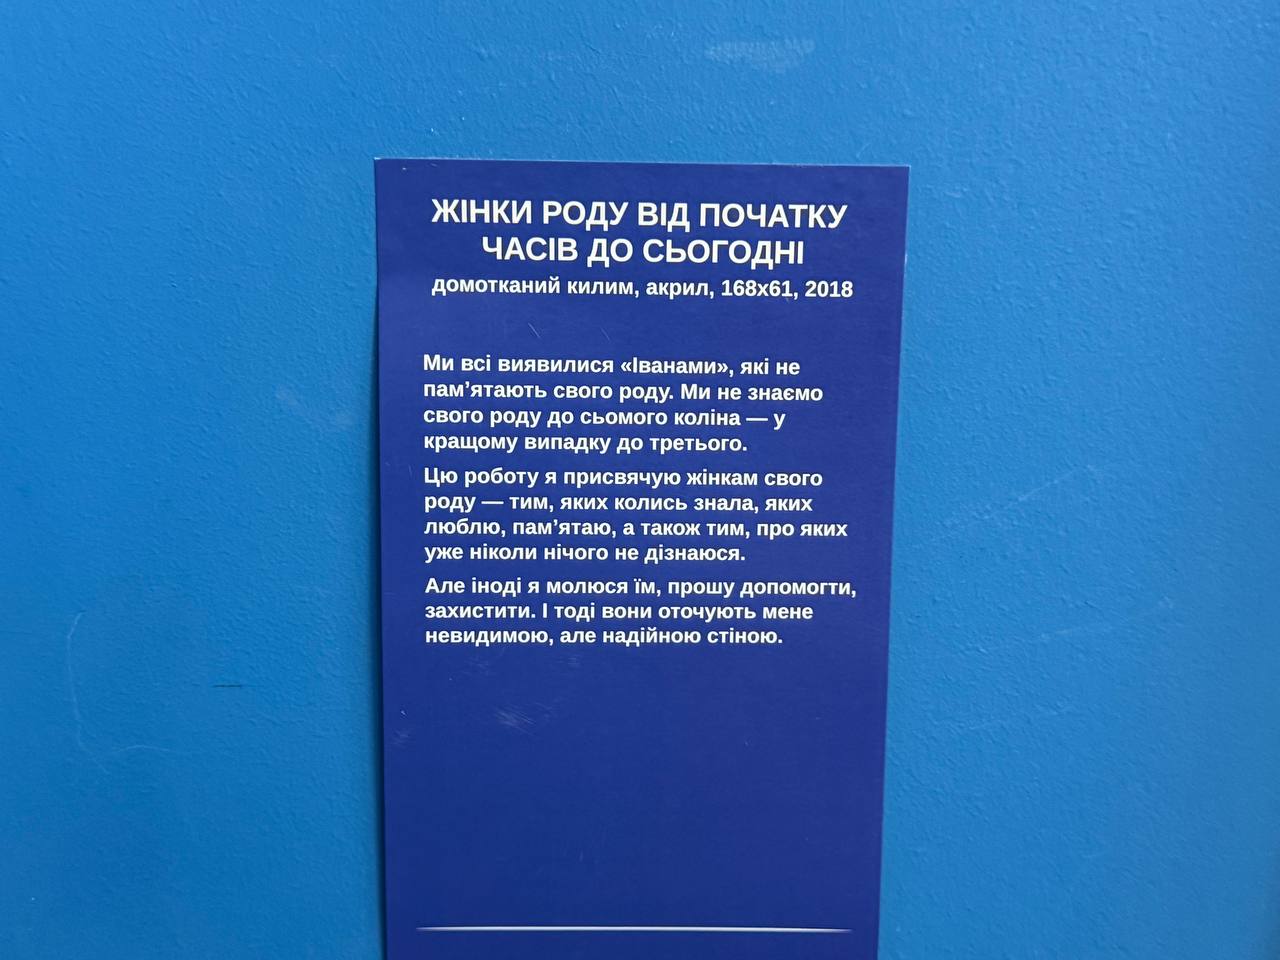 ЖІНКИ РОДУ ВІД ПОЧАТКУ
ЧАСІВ ДО СЬОГОДНІ
домотканий килим, акрил, 168х61, 2018
Ми всі виявилися «Іванами», які не
пам’ятають свого роду. Ми не знаємо
свого роду до сьомого коліна — у
кращому випадку до третього.
Цю роботу я присвячую жінкам свого
роду — тим, яких колись знала, яких
люблю, пам’ятаю, а також тим, про яких
уже ніколи нічого не дізнаюся.
Але іноді я молюся їм, прошу допомогти,
захистити. І тоді вони оточують мене
невидимою, але надійною стіною.